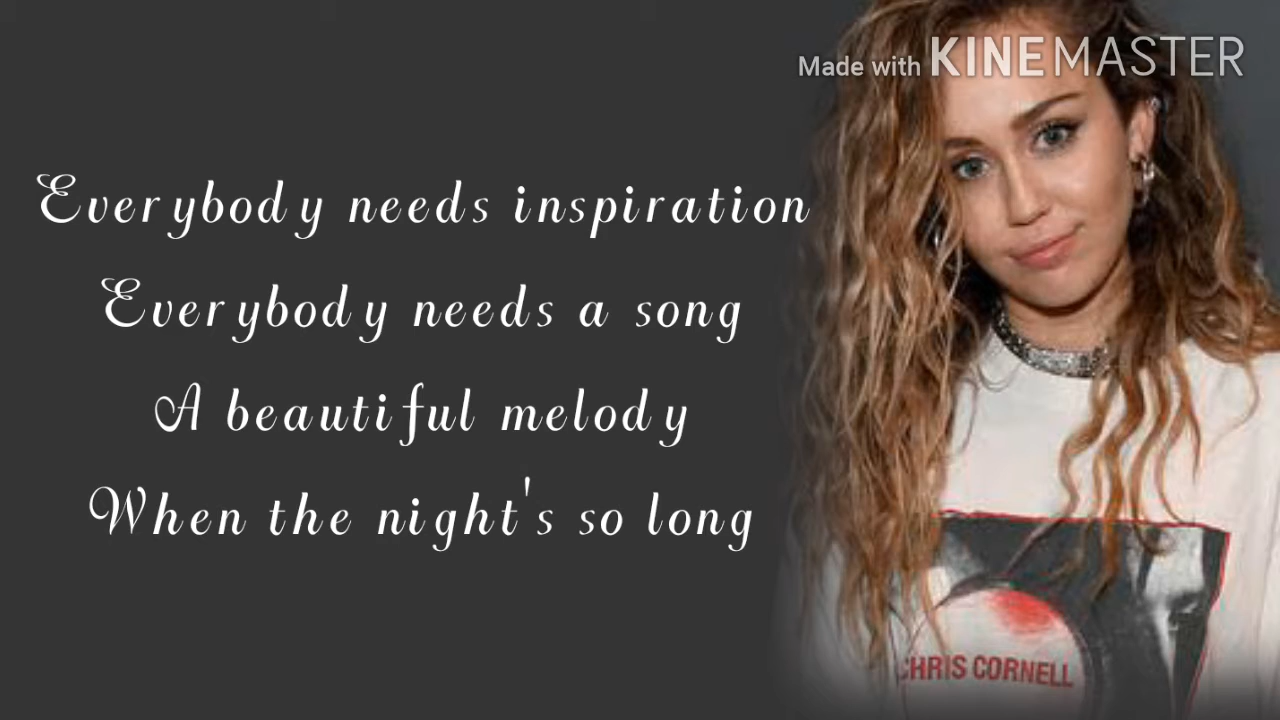 Made with KINEMASTER
Everybody needs inspiration
Everybody needs a song
A beautiful melody
When the night's so long
CHRIS CORNELL